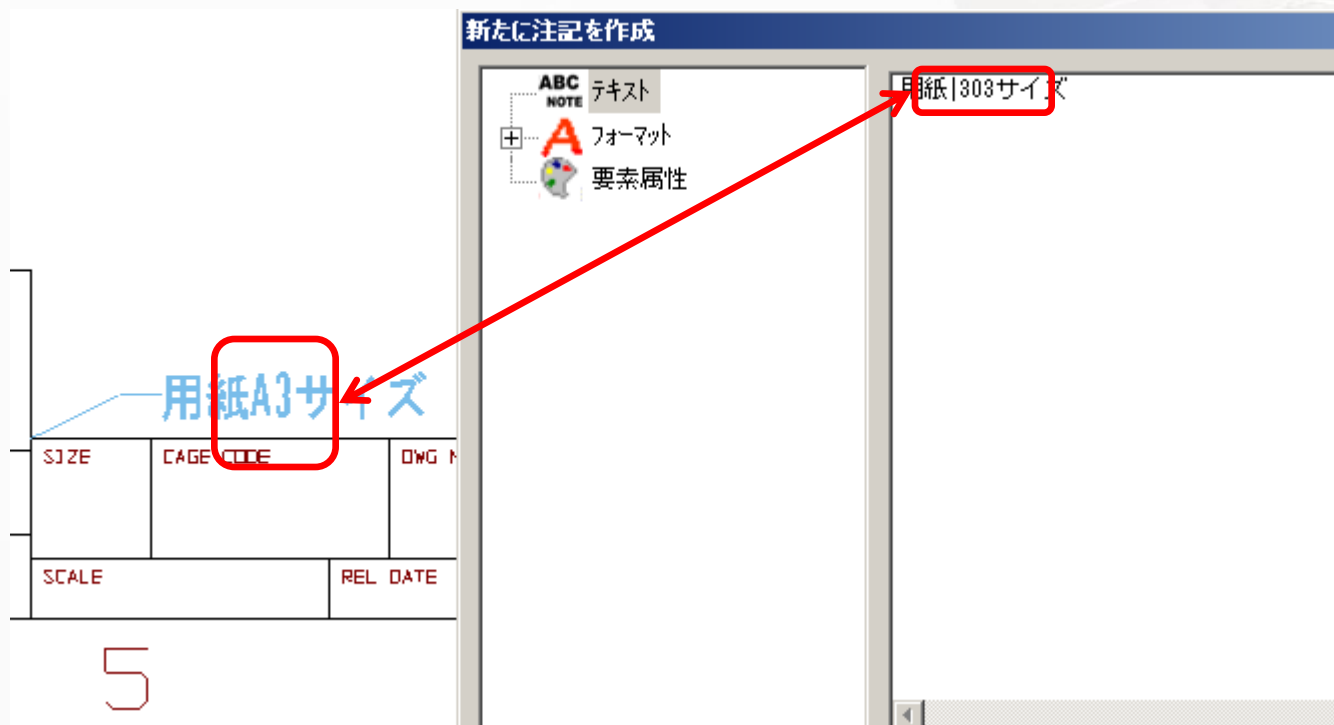 新たに注記を作成
ABC NOTE テキスト
用紙|303サイズ
A フォーマット
要素属性
用紙A3サイズ
SIZE
CAGE CODE
DWG
SCALE
REL DATE
5